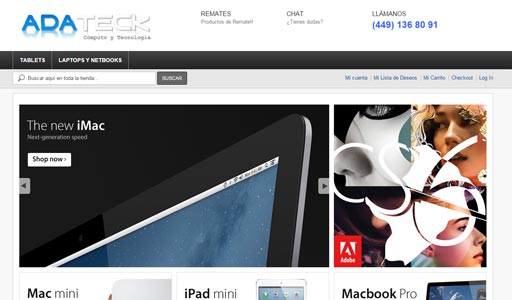 ADATECK
Cómputo y Tecnología
REMATES
Productos de Remate!!
CHAT
¿Tienes dudas?
LLÁMANOS
(449) 136 80 91
TABLETS
LAPTOPS Y NETBOOKS
Buscar aquí en toda la tienda...
BUSCAR
Mi cuenta
Mi Lista de Deseos
Mi Carrito
Checkout
Log In
The new iMac
Next-generation speed
Shop now ›
CS6
Adobe
Mac mini
iPad mini
Macbook Pro